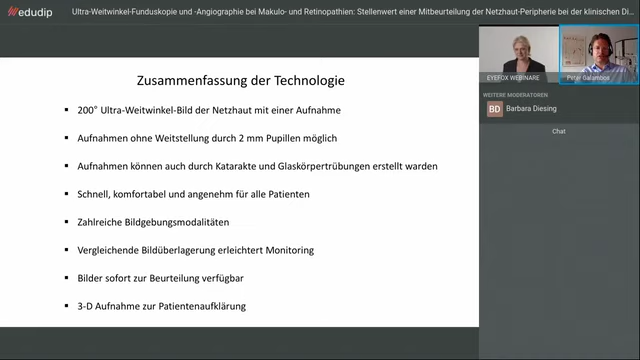 edudip
Ultra-Weitwinkel-Funduskopie und -Angiographie bei Makulo- und Retinopathien: Stellenwert einer Mitbeurteilung der Netzhaut-Peripherie bei der klinischen Di...
Zusammenfassung der Technologie
200° Ultra-Weitwinkel-Bild der Netzhaut mit einer Aufnahme
Aufnahmen ohne Weitstellung durch 2 mm Pupillen möglich
Aufnahmen können auch durch Katarakte und Glaskörpertrübungen erstellt warden
Schnell, komfortabel und angenehm für alle Patienten
Zahlreiche Bildgebungsmodalitäten
Vergleichende Bildüberlagerung erleichtert Monitoring
Bilder sofort zur Beurteilung verfügbar
3-D Aufnahme zur Patientenaufklärung
EYEFOX WEBINARE
Peter Galambos
WEITERE MODERATOREN
BD
Barbara Diesing
Chat